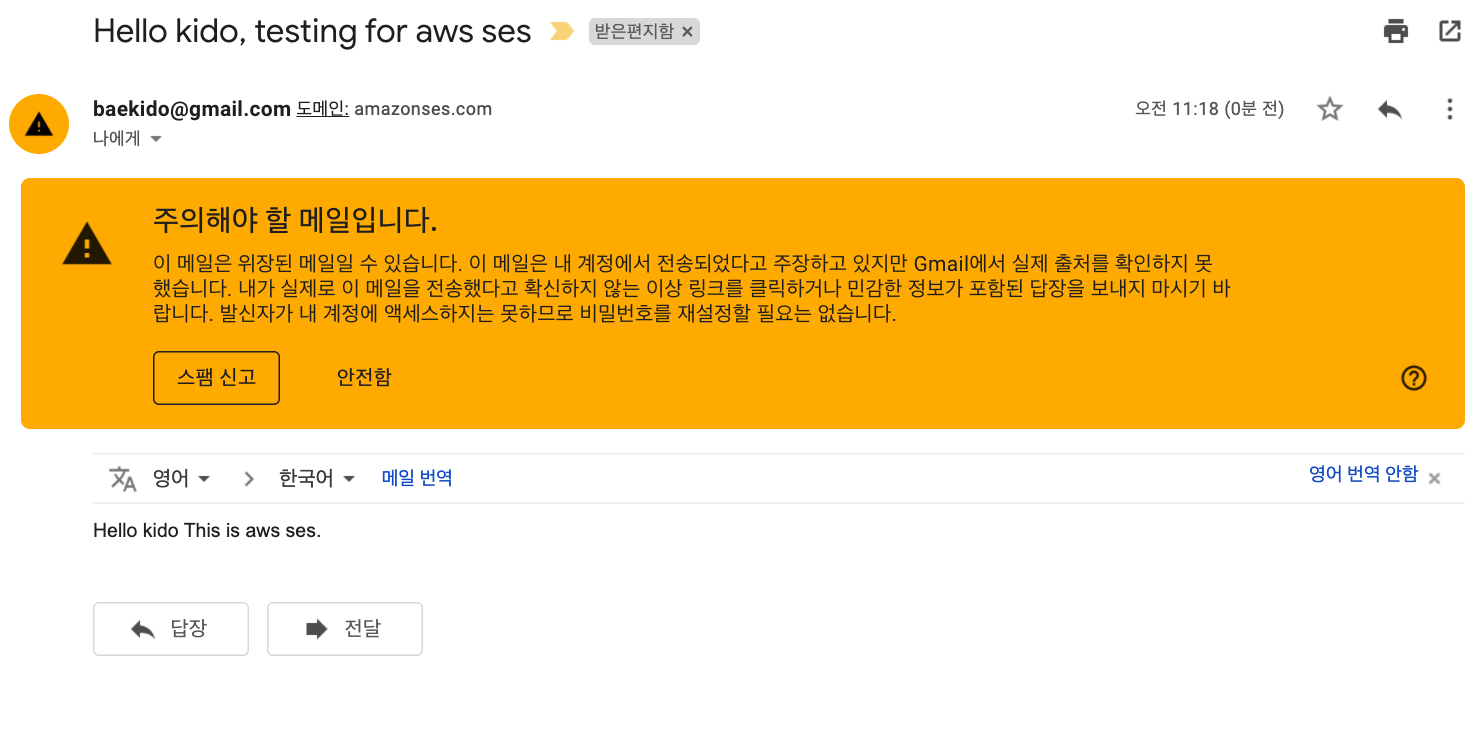 Hello kido, testing for aws ses 받은편지함 ×
baekido@gmail.com 도메인: amazonses.com 오전 11:18 (0분 전)
나에게
주의해야 할 메일입니다.
이 메일은 위장된 메일일 수 있습니다. 이 메일은 내 계정에서 전송되었다고 주장하고 있지만 Gmail에서 실제 출처를 확인하지 못
했습니다. 내가 실제로 이 메일을 전송했다고 확신하지 않는 이상 링크를 클릭하거나 민감한 정보가 포함된 답장을 보내지 마시기 바
랍니다. 발신자가 내 계정에 액세스하지는 못하므로 비밀번호를 재설정할 필요는 없습니다.
스팸 신고 안전함
영어 > 한국어 메일 번역 영어 번역 안함 ×
Hello kido This is aws ses.
답장 전달